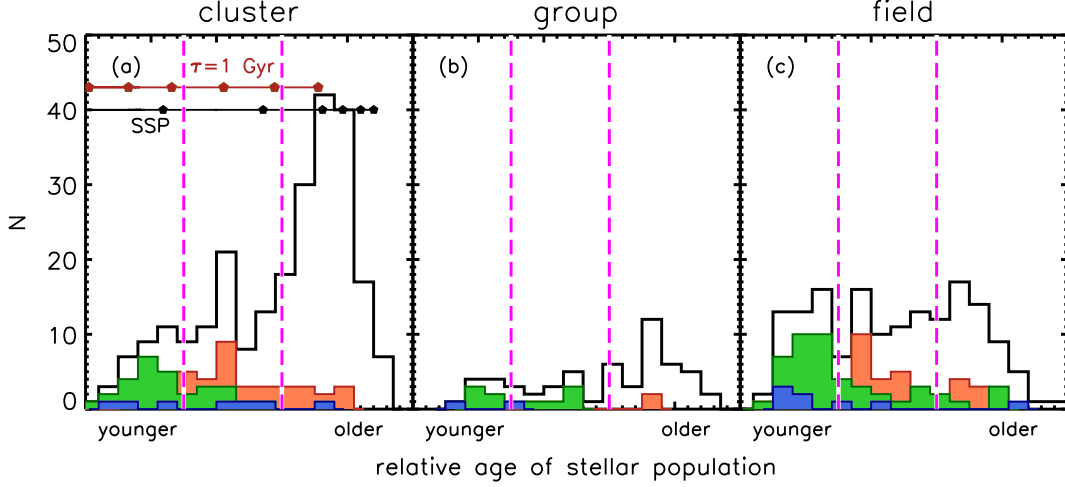 cluster group field
50
40
30
20
10
0
N
(a) τ=1 Gyr
SSP
(b)
(c)
younger older younger older younger older
relative age of stellar population